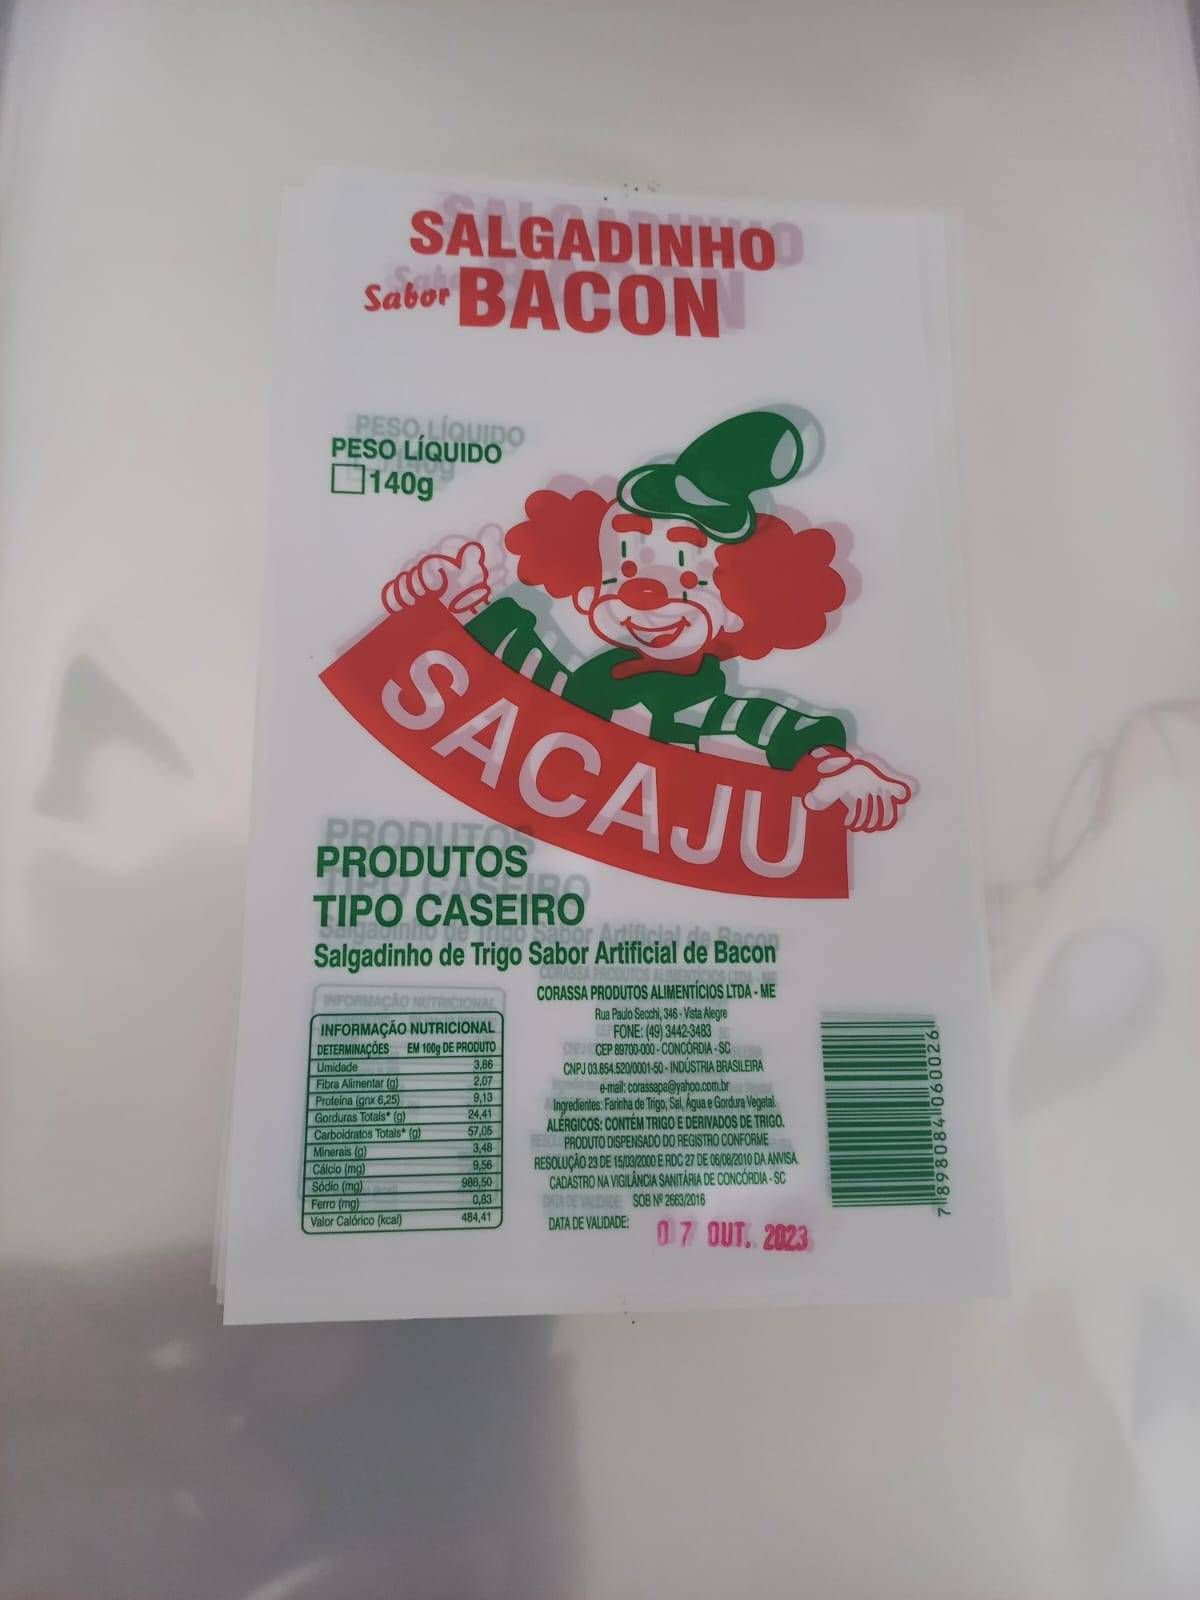 SALGADINHO
Sabor BACON
PESO LÍQUIDO
140g
SACAJU
PRODUTOS
TIPO CASEIRO
Salgadinho de Trigo Sabor Artificial de Bacon
INFORMAÇÃO NUTRICIONAL
DETERMINAÇÕES EM 100g DE PRODUTO
Umidade 3,86
Fibra Alimentar (g) 2,07
Proteína (gnx 6,25) 9,13
Gorduras Totais* (g) 24,41
Carboidratos Totais* (g) 57,05
Minerais (g) 3,48
Cálcio (mg) 9,56
Sódio (mg) 988,50
Ferro (mg) 0,83
Valor Calórico (kcal) 484,41
CORASSA PRODUTOS ALIMENTÍCIOS LTDA - ME
Rua Paulo Secchi, 346 - Vista Alegre
FONE: (49) 3442-3483
CEP 89700-000 - CONCÓRDIA - SC
CNPJ 03.854.520/0001-50 - INDÚSTRIA BRASILEIRA
e-mail: corassapa@yahoo.com.br
Ingredientes: Farinha de Trigo, Sal, Água e Gordura Vegetal.
ALÉRGICOS: CONTÉM TRIGO E DERIVADOS DE TRIGO.
PRODUTO DISPENSADO DO REGISTRO CONFORME
RESOLUÇÃO 23 DE 15/03/2000 E RDC 27 DE 06/08/2010 DA ANVISA.
CADASTRO NA VIGILÂNCIA SANITÁRIA DE CONCÓRDIA - SC
SOB Nº 2663/2016
DATA DE VALIDADE: 07 OUT. 2023
7 898084 060026